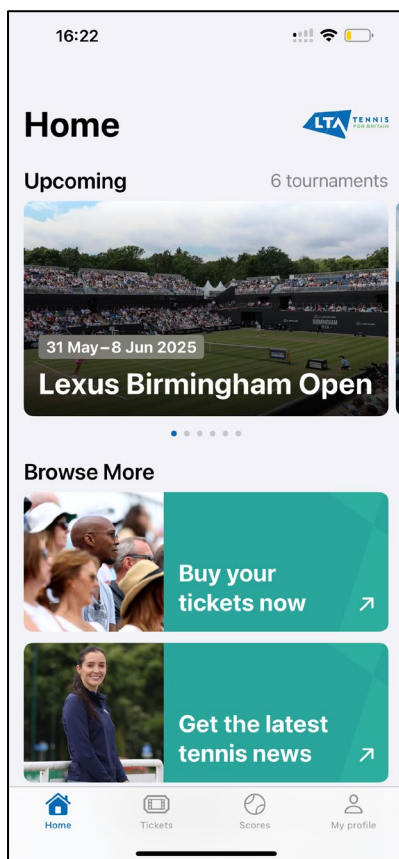 16:22
Home
LTA TENNIS
FOR BRITAIN
Upcoming
6 tournaments
31 May–8 Jun 2025
Lexus Birmingham Open
Browse More
Buy your
tickets now
Get the latest
tennis news
Home
Tickets
Scores
My profile